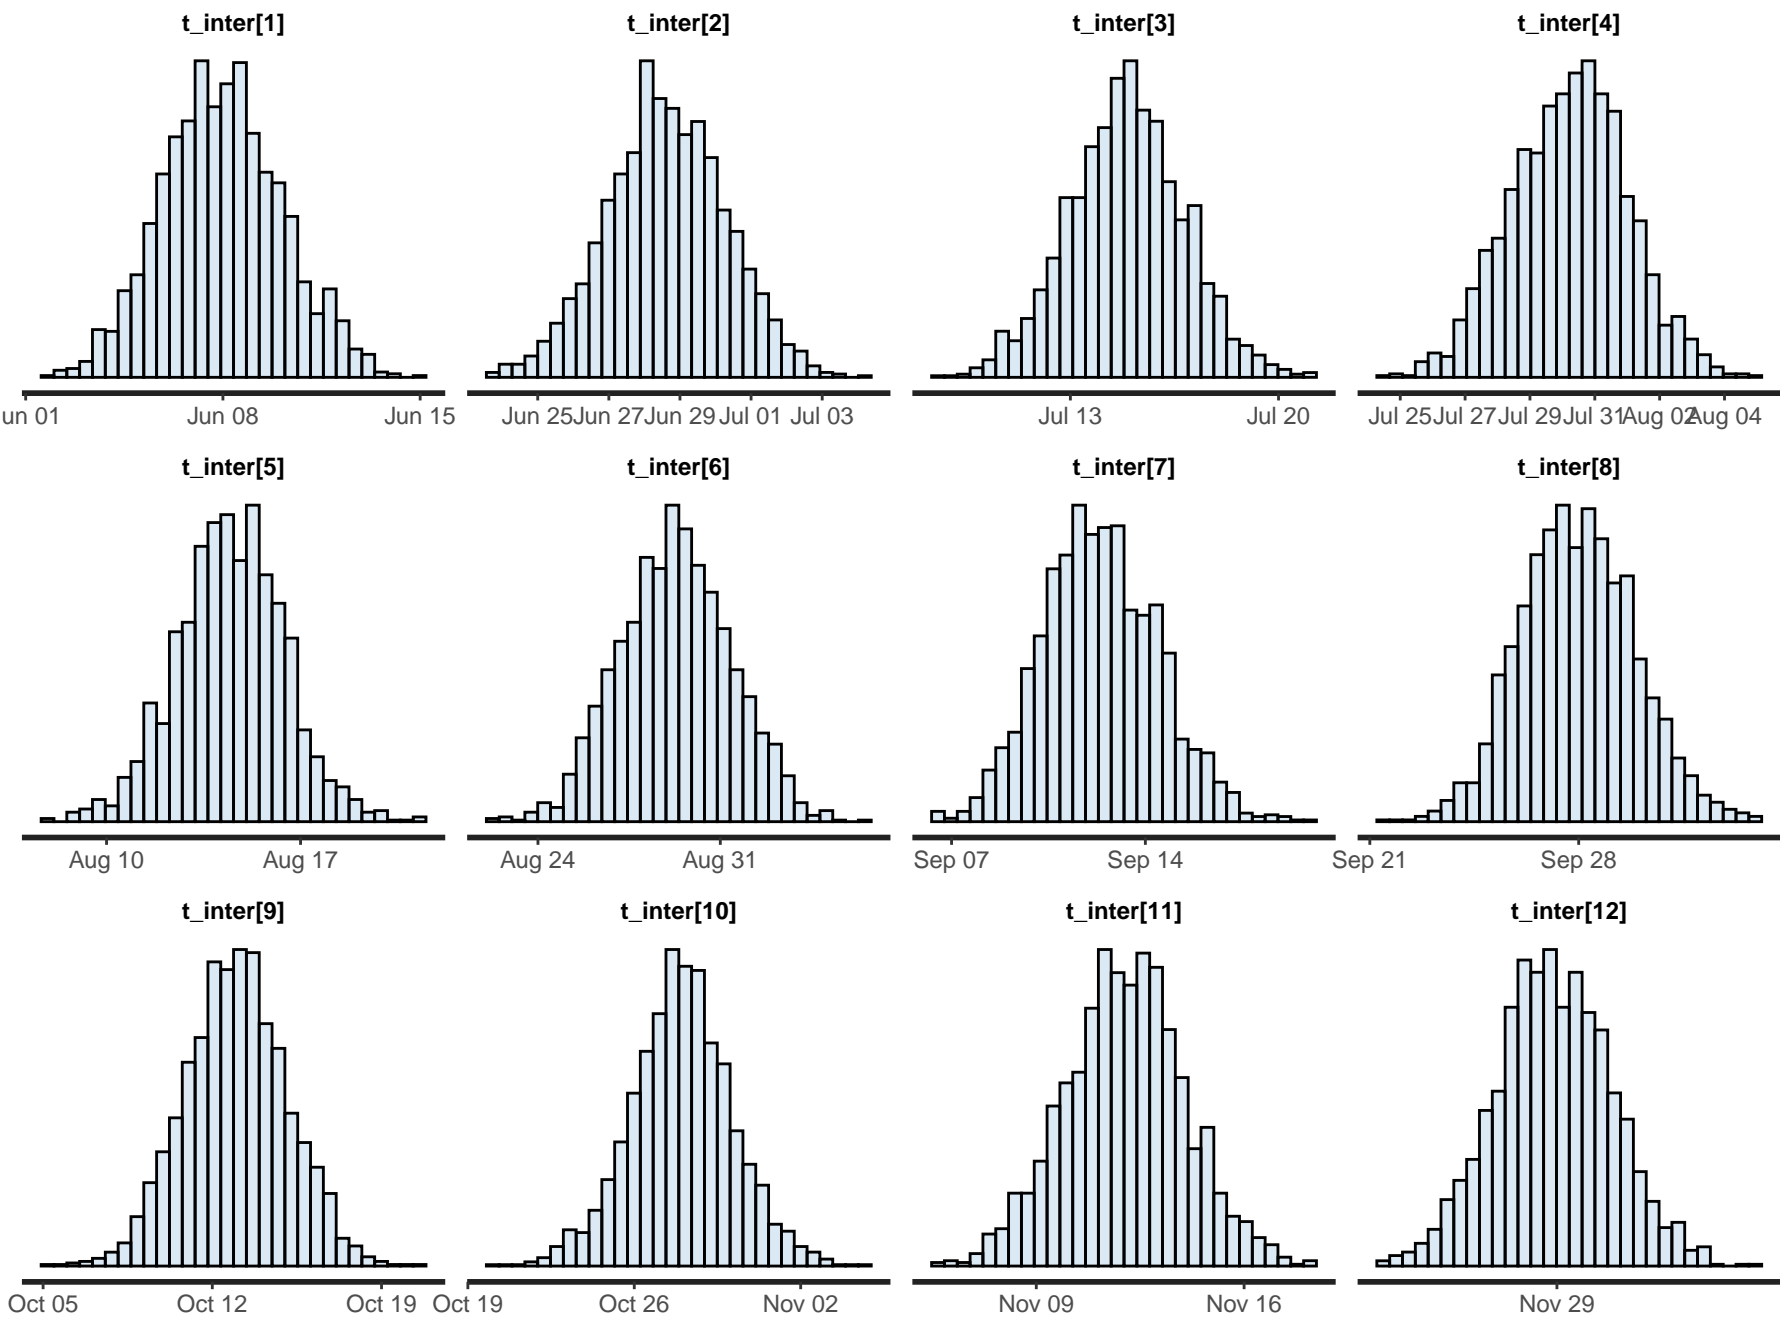 t_inter[1] t_inter[2] t_inter[3] t_inter[4]
un 01 Jun 08 Jun 15 Jun 25 Jun 27 Jun 29 Jul 01 Jul 03 Jul 13 Jul 20 Jul 25 Jul 27 Jul 29 Jul 31 Aug 02 Aug 04
t_inter[5] t_inter[6] t_inter[7] t_inter[8]
Aug 10 Aug 17 Aug 24 Aug 31 Sep 07 Sep 14 Sep 21 Sep 28
t_inter[9] t_inter[10] t_inter[11] t_inter[12]
Oct 05 Oct 12 Oct 19 Oct 19 Oct 26 Nov 02 Nov 09 Nov 16 Nov 29